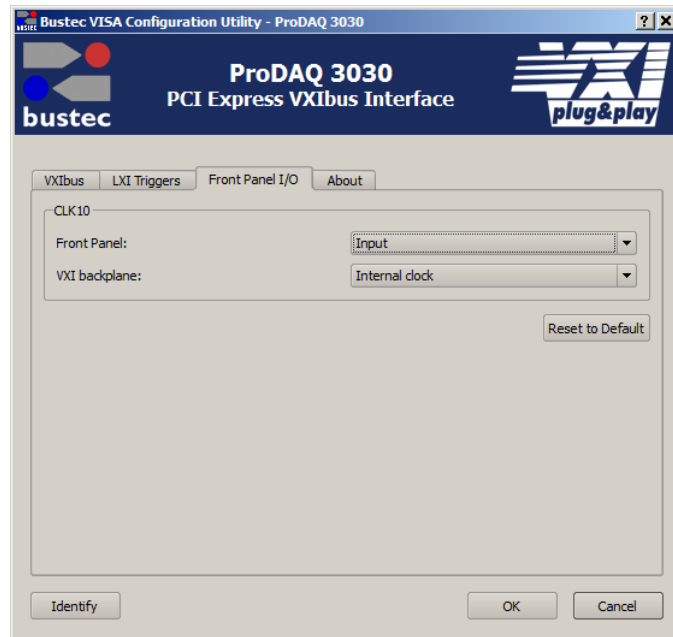 Bustec VISA Configuration Utility - ProDAQ 3030
bustec
ProDAQ 3030
PCI Express VXIbus Interface
VXI
plug&play
VXIbus
LXI Triggers
Front Panel I/O
About
CLK10
Front Panel:
Input
VXI backplane:
Internal clock
Reset to Default
Identify
OK
Cancel